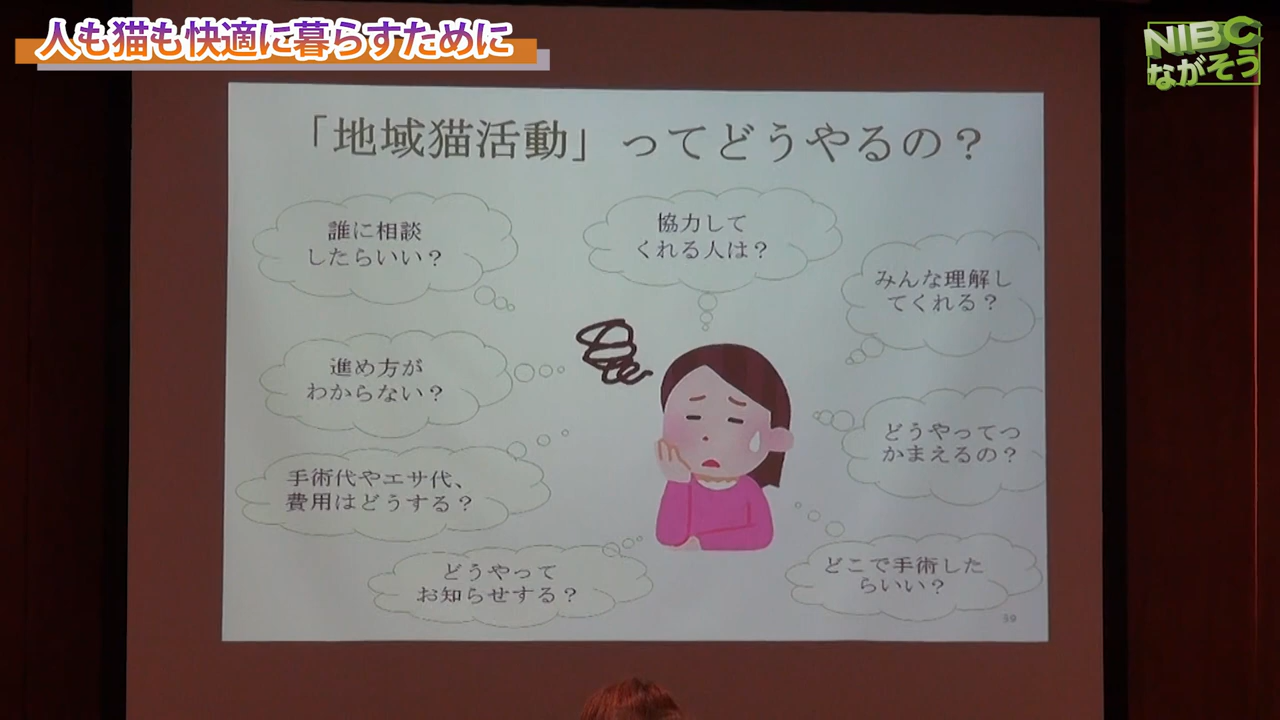 人も猫も快適に暮らすために
NIBC
ながそう
「地域猫活動」ってどうやるの？
誰に相談
したらいい？
協力して
くれる人は？
みんな理解し
てくれる？
進め方が
わからない？
どうやってつ
かまえるの？
手術代やエサ代、
費用はどうする？
どうやって
お知らせする？
どこで手術した
らいい？
39